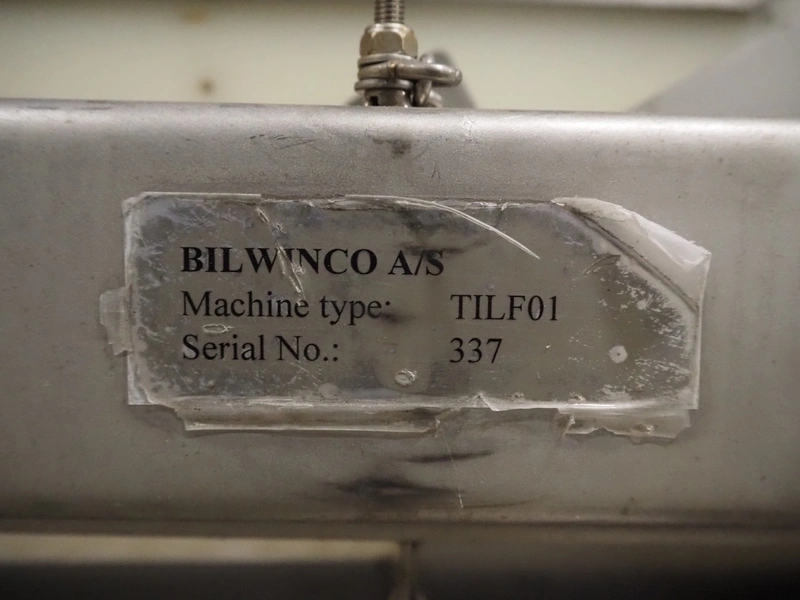 BILWINCO A/S
Machine type: TILF01
Serial No.: 337